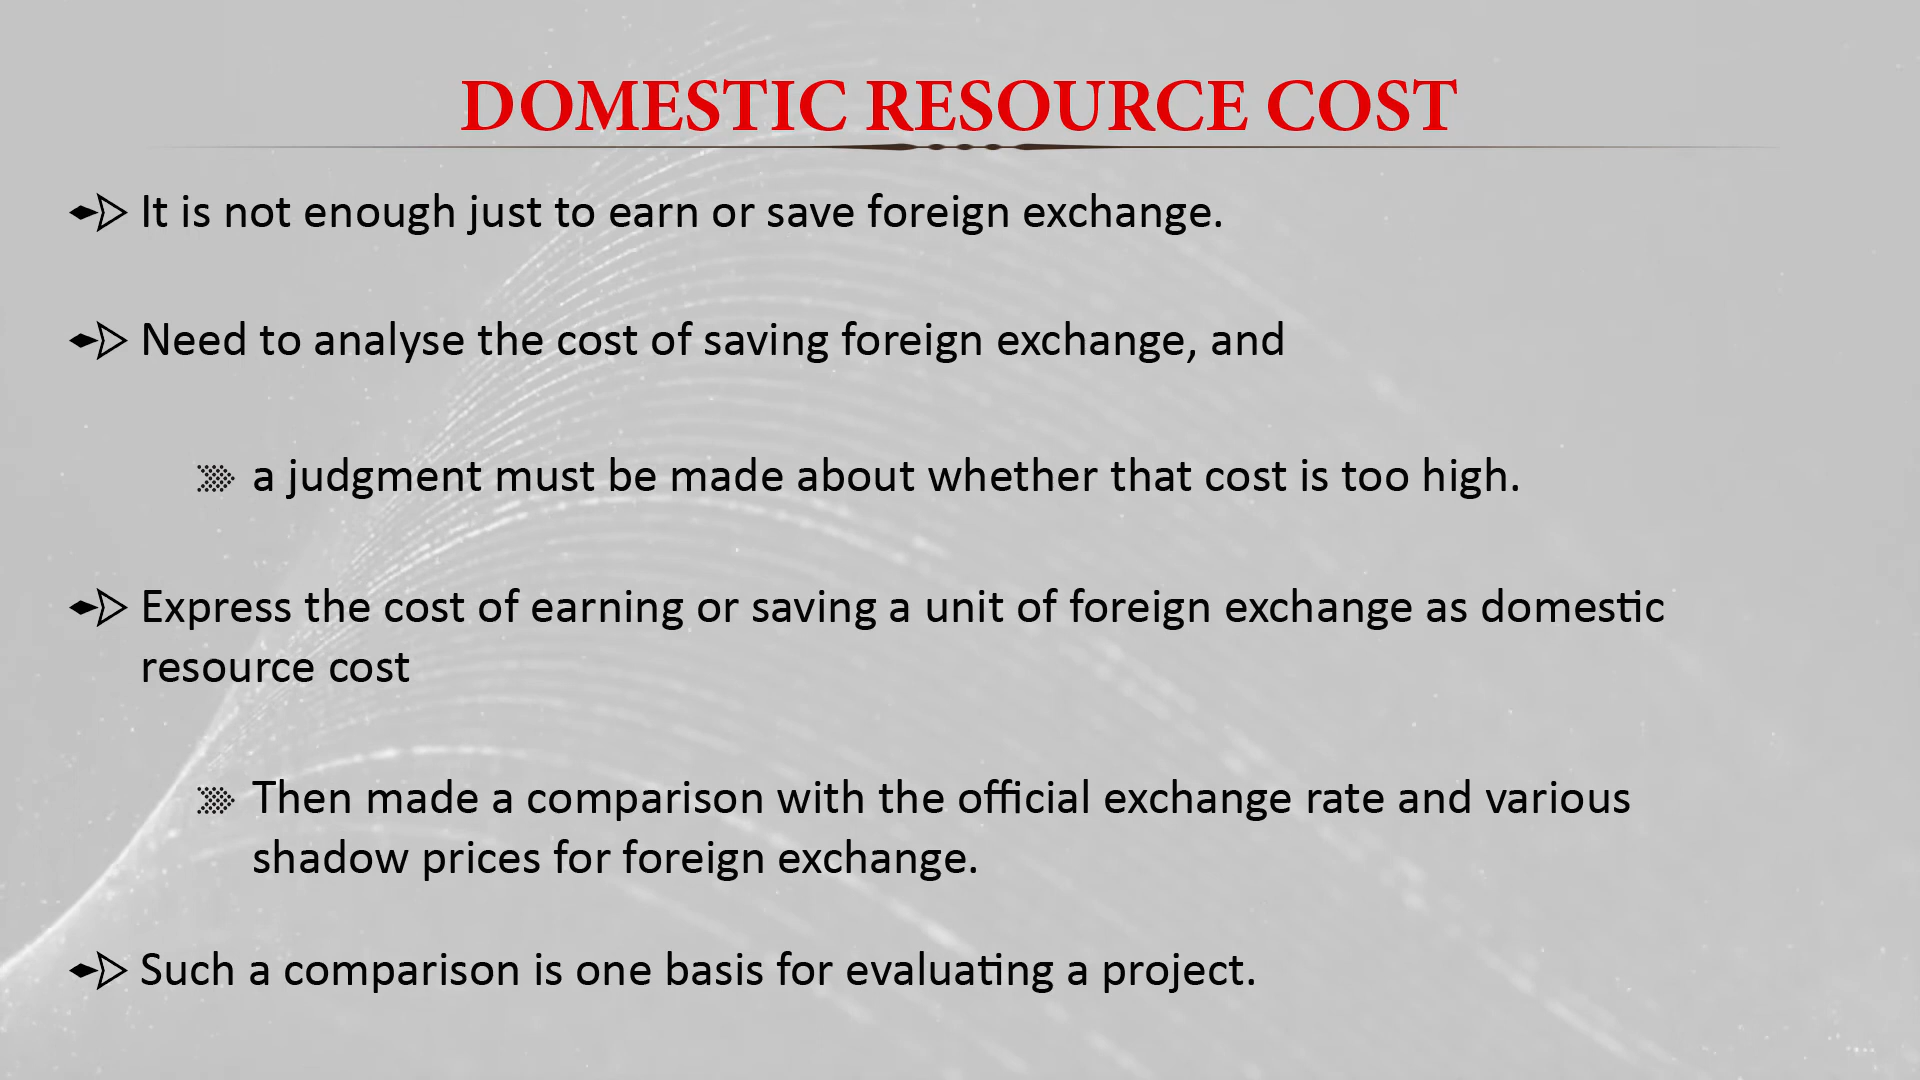 DOMESTIC RESOURCE COST
It is not enough just to earn or save foreign exchange.
Need to analyse the cost of saving foreign exchange, and
a judgment must be made about whether that cost is too high.
Express the cost of earning or saving a unit of foreign exchange as domestic
resource cost
Then made a comparison with the official exchange rate and various
shadow prices for foreign exchange.
Such a comparison is one basis for evaluating a project.